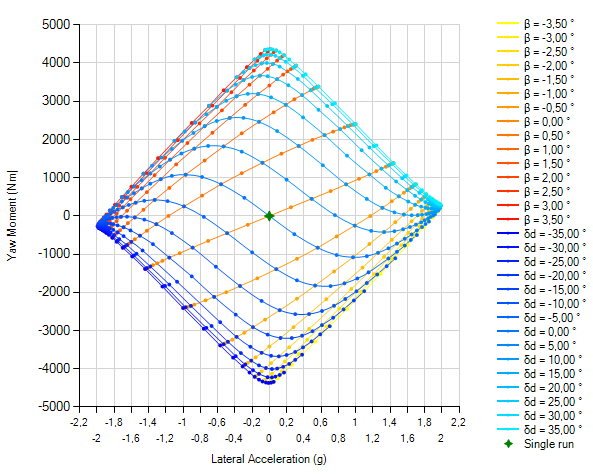 5000
4000
3000
2000
1000
0
-1000
-2000
-3000
-4000
-5000
Yaw Moment [Nm]
-2,2 -1,8 -1,4 -1 -0,6 -0,2 0,2 0,6 1 1,4 1,8 2,2
-2 -1,6 -1,2 -0,8 -0,4 0 0,4 0,8 1,2 1,6 2
Lateral Acceleration (g)
β = -3,50 °
β = -3,00 °
β = -2,50 °
β = -2,00 °
β = -1,50 °
β = -1,00 °
β = -0,50 °
β = 0,00 °
β = 0,50 °
β = 1,00 °
β = 1,50 °
β = 2,00 °
β = 2,50 °
β = 3,00 °
β = 3,50 °
δd = -35,00 °
δd = -30,00 °
δd = -25,00 °
δd = -20,00 °
δd = -15,00 °
δd = -10,00 °
δd = -5,00 °
δd = 0,00 °
δd = 5,00 °
δd = 10,00 °
δd = 15,00 °
δd = 20,00 °
δd = 25,00 °
δd = 30,00 °
δd = 35,00 °
Single run